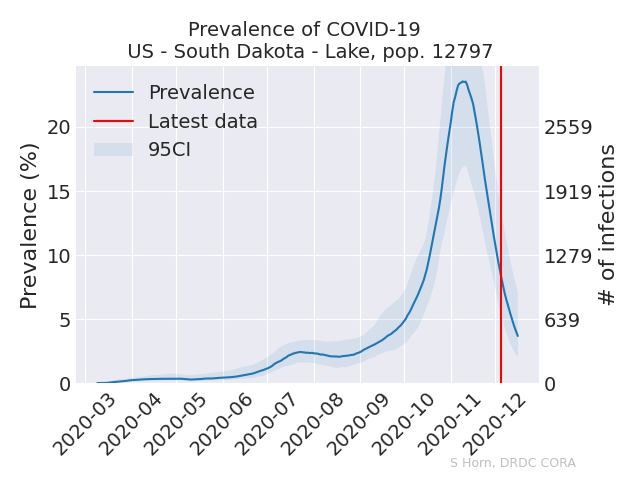 Prevalence of COVID-19
US - South Dakota - Lake, pop. 12797
Prevalence
Latest data
95CI
Prevalence (%)
20
15
10
5
0
2559
1919
1279
639
0
# of infections
2020-03
2020-04
2020-05
2020-06
2020-07
2020-08
2020-09
2020-10
2020-11
2020-12
S Horn, DRDC CORA